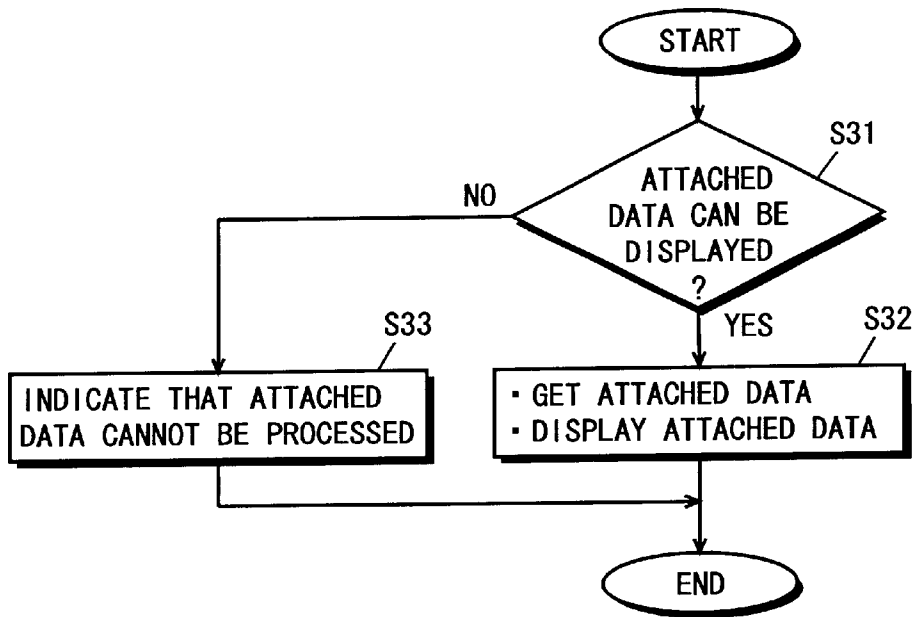 START
S31
ATTACHED
DATA CAN BE
DISPLAYED
?
NO
YES
S33
S32
INDICATE THAT ATTACHED
DATA CANNOT BE PROCESSED
・GET ATTACHED DATA
・DISPLAY ATTACHED DATA
END